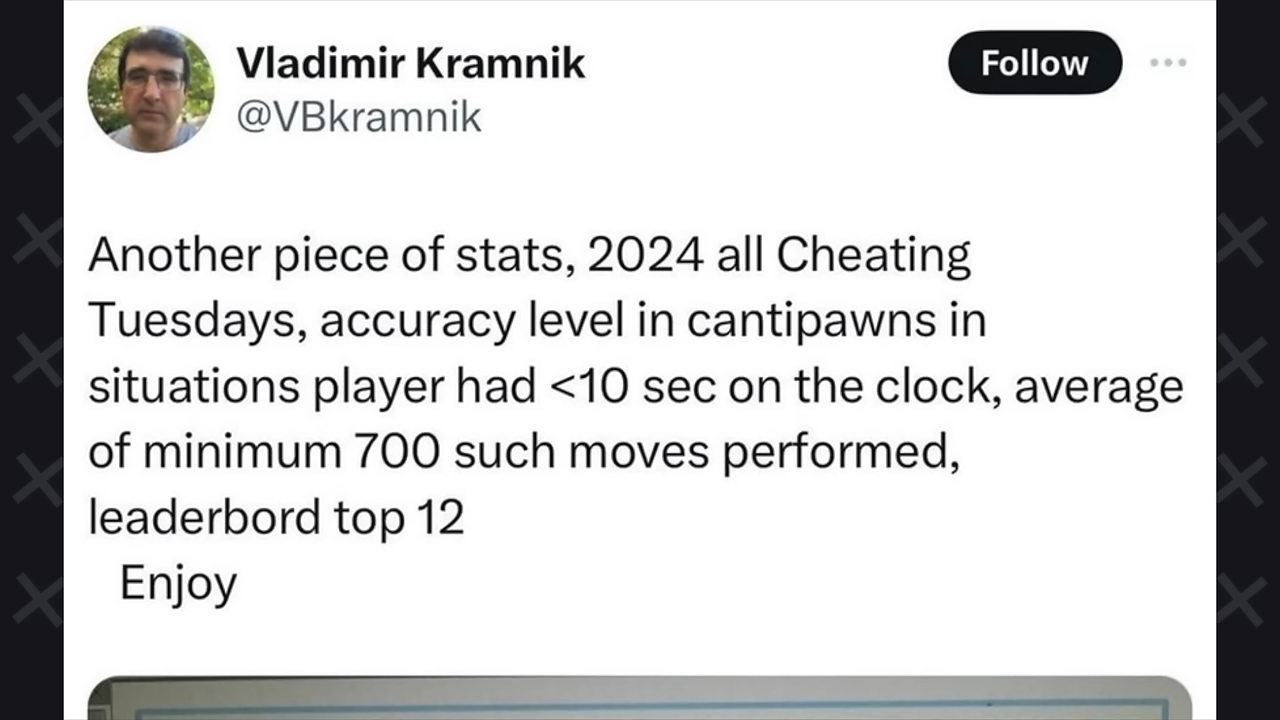 Vladimir Kramnik
@VBkramnik
Follow
Another piece of stats, 2024 all Cheating
Tuesdays, accuracy level in cantipawns in
situations player had <10 sec on the clock, average
of minimum 700 such moves performed,
leaderbord top 12
Enjoy